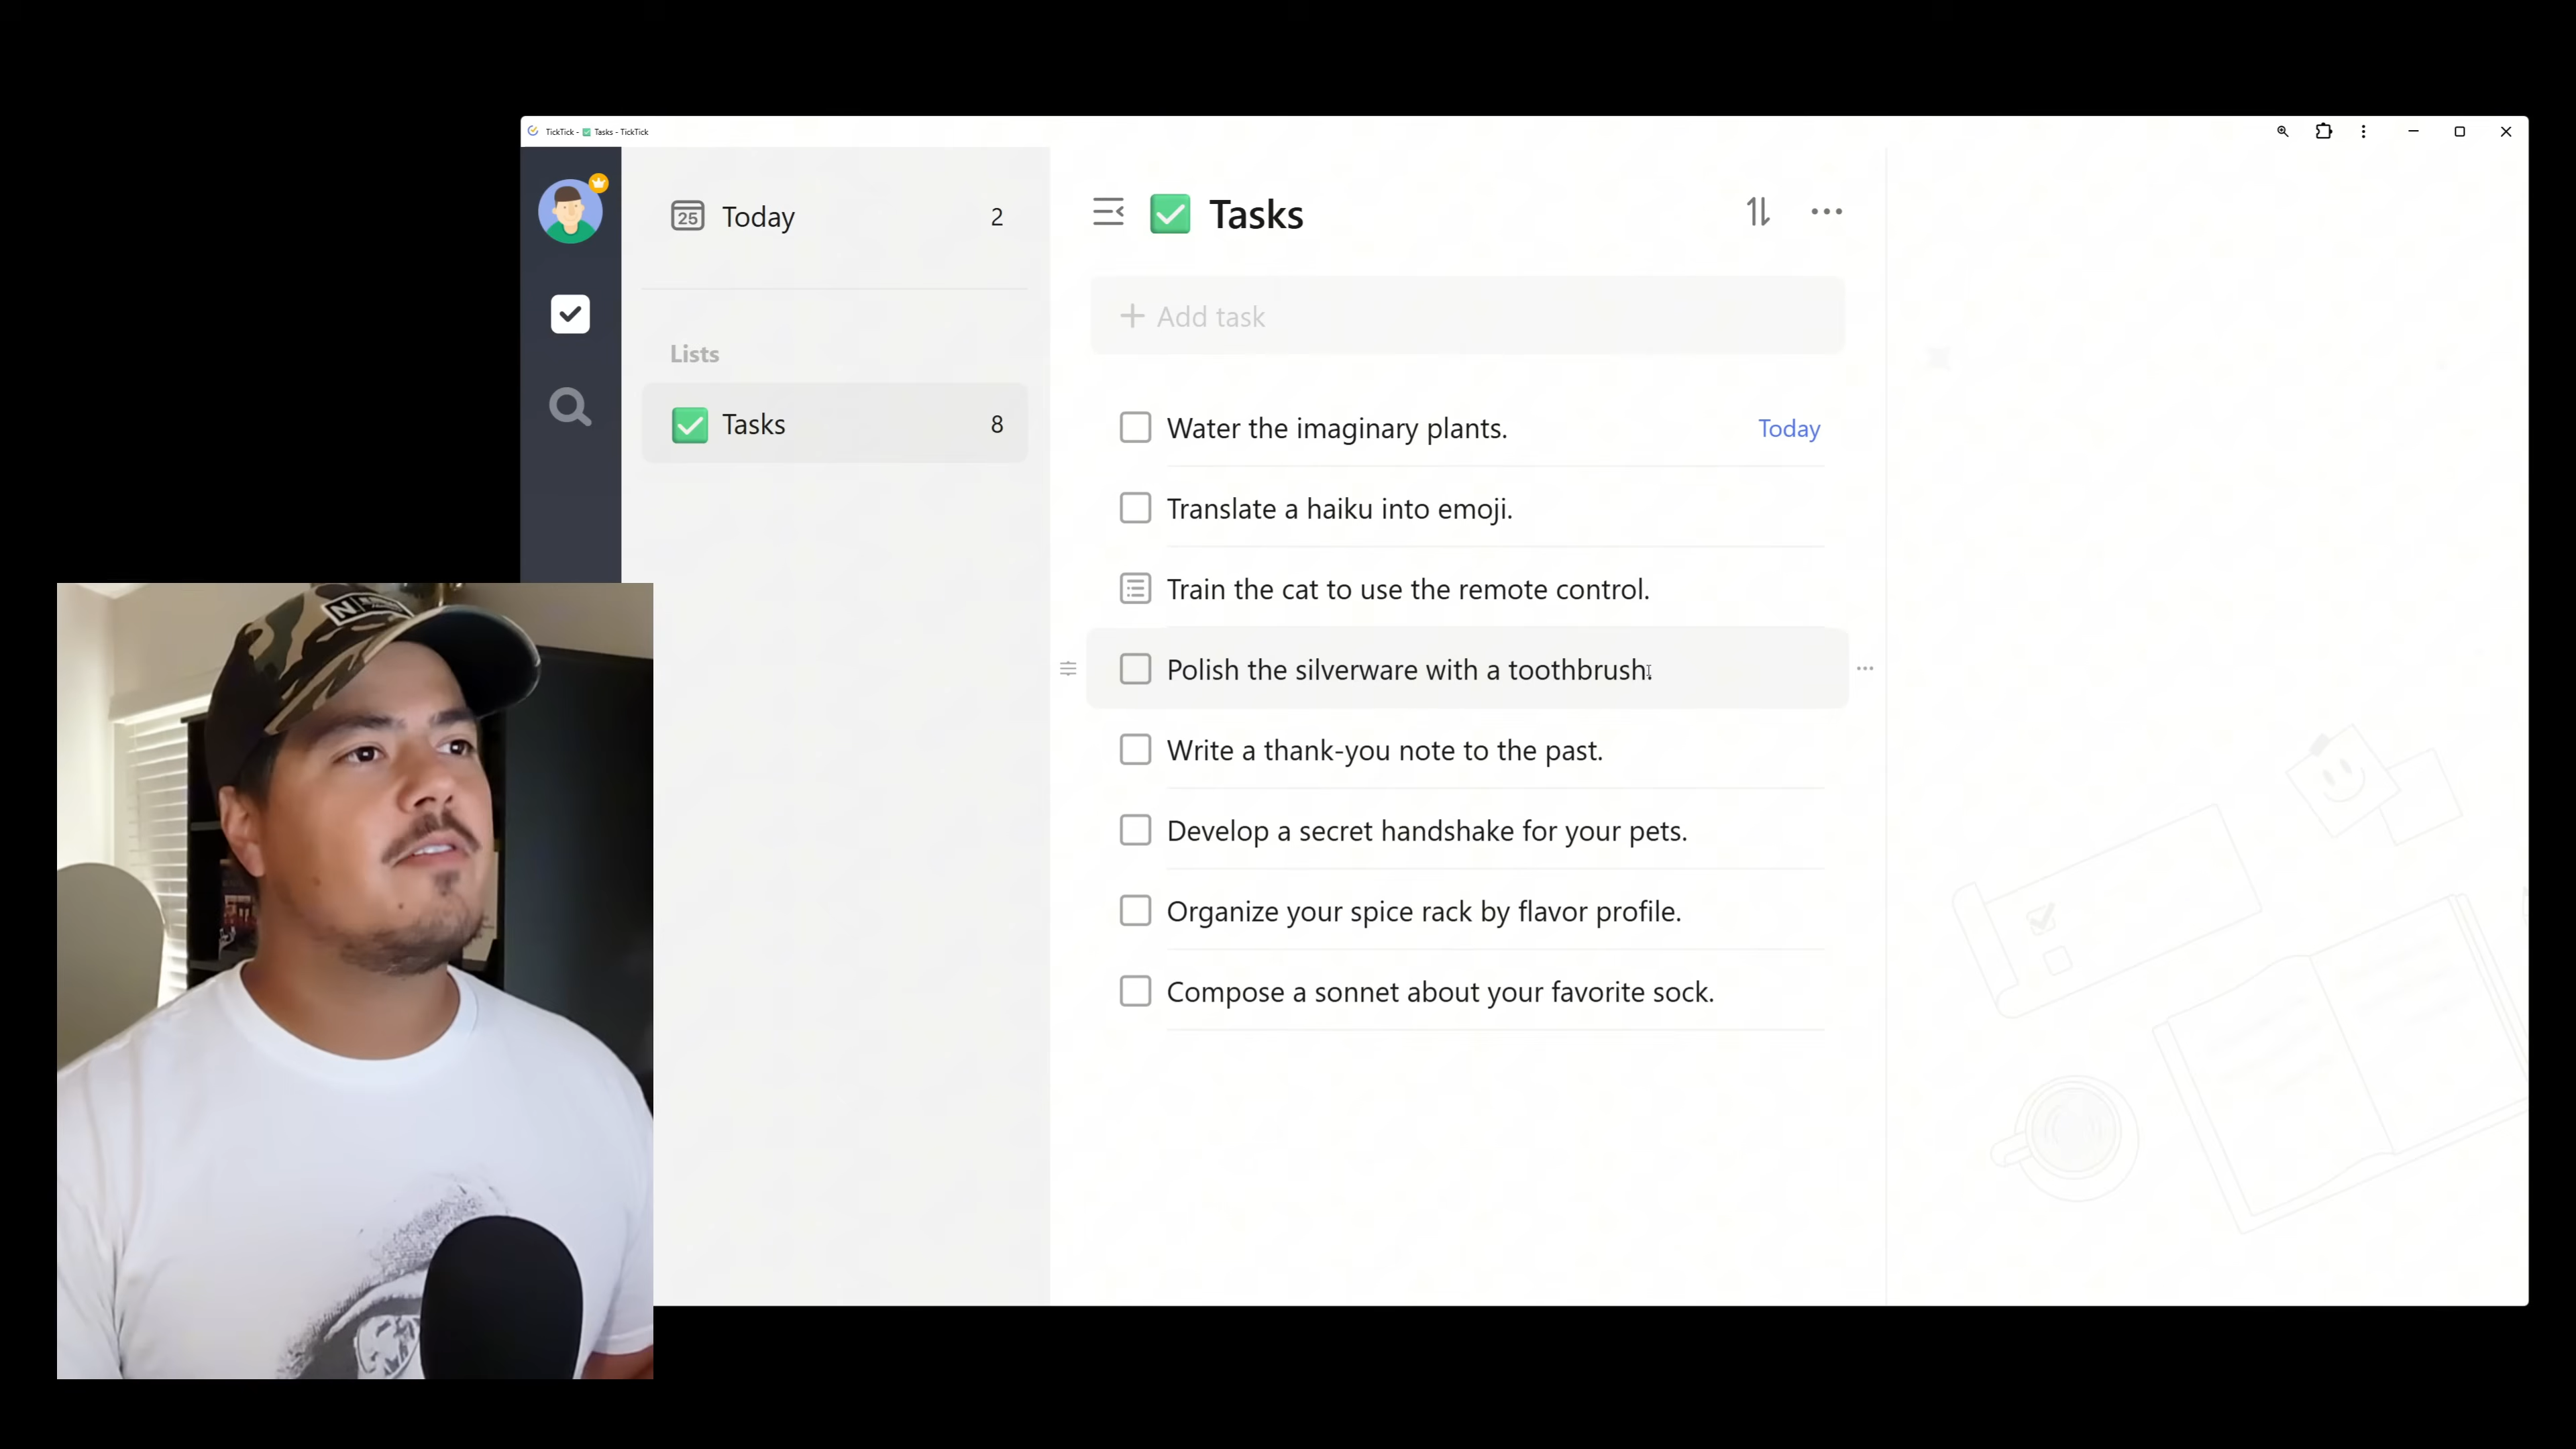 TickTick - ✅ Tasks - TickTick
25 Today 2
Lists
✅ Tasks 8
✅ Tasks
+ Add task
Water the imaginary plants. Today
Translate a haiku into emoji.
Train the cat to use the remote control.
Polish the silverware with a toothbrush.
Write a thank-you note to the past.
Develop a secret handshake for your pets.
Organize your spice rack by flavor profile.
Compose a sonnet about your favorite sock.
N